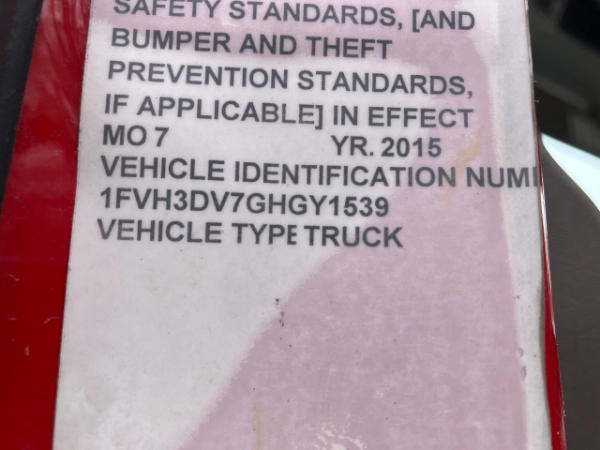 SAFETY STANDARDS, [AND
BUMPER AND THEFT
PREVENTION STANDARDS,
IF APPLICABLE] IN EFFECT
MO 7 YR. 2015
VEHICLE IDENTIFICATION NUM
1FVH3DV7GHGY1539
VEHICLE TYPE TRUCK